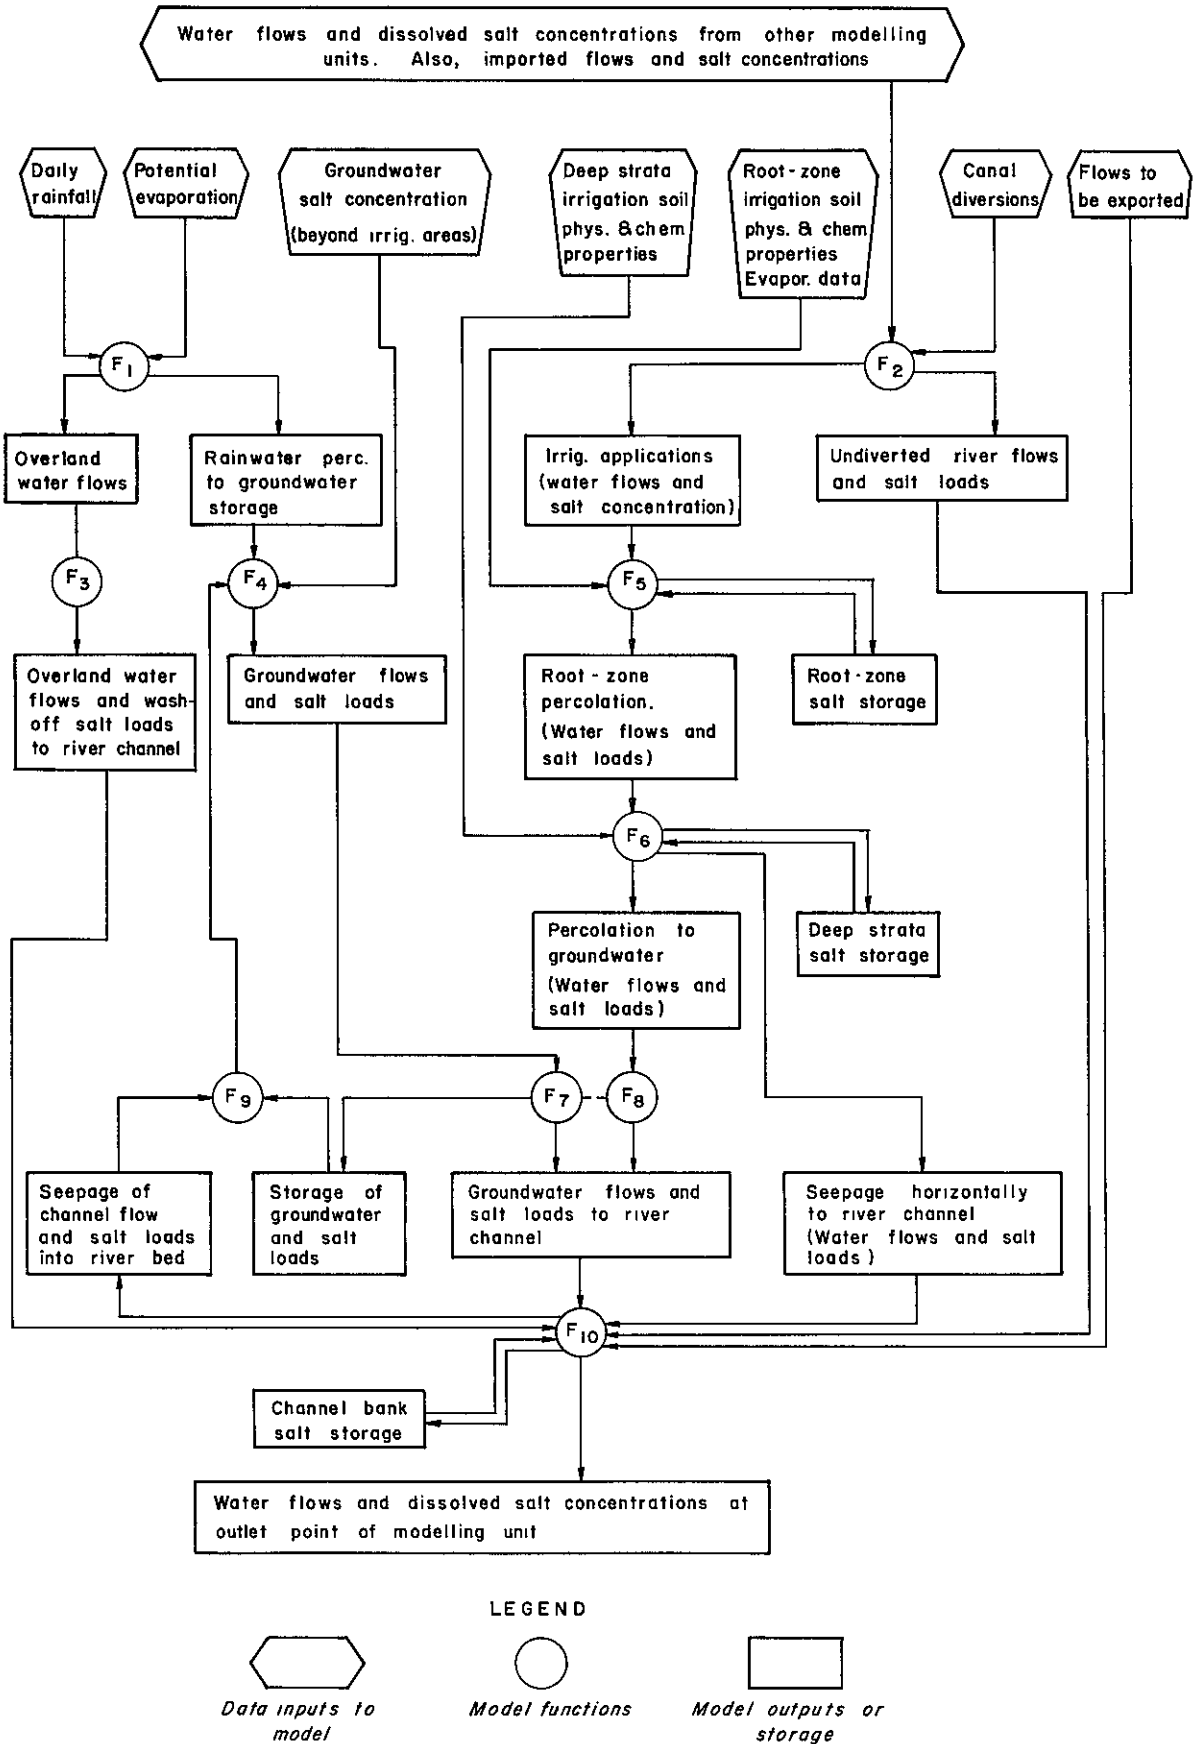 Water flows and dissolved salt concentrations from other modelling
units. Also, imported flows and salt concentrations
Daily
rainfall
Potential
evaporation
Groundwater
salt concentration
(beyond irrig. areas)
Deep strata
irrigation soil
phys. & chem
properties
Root-zone
irrigation soil
phys. & chem
properties
Evapor. data
Canal
diversions
Flows to
be exported
F1
F2
Overland
water flows
Rainwater perc.
to groundwater
storage
Irrig. applications
(water flows and
salt concentration)
Undiverted river flows
and salt loads
F3
F4
F5
Overland water
flows and wash-
off salt loads
to river channel
Groundwater flows
and salt loads
Root-zone
percolation.
(Water flows and
salt loads)
Root-zone
salt storage
F6
Percolation to
groundwater
(Water flows and
salt loads)
Deep strata
salt storage
F9
F7
F8
Seepage of
channel flow
and salt loads
into river bed
Storage of
groundwater
and salt
loads
Groundwater flows and
salt loads to river
channel
Seepage horizontally
to river channel
(Water flows and salt
loads)
F10
Channel bank
salt storage
Water flows and dissolved salt concentrations at
outlet point of modelling unit
LEGEND
Data inputs to
model
Model functions
Model outputs or
storage